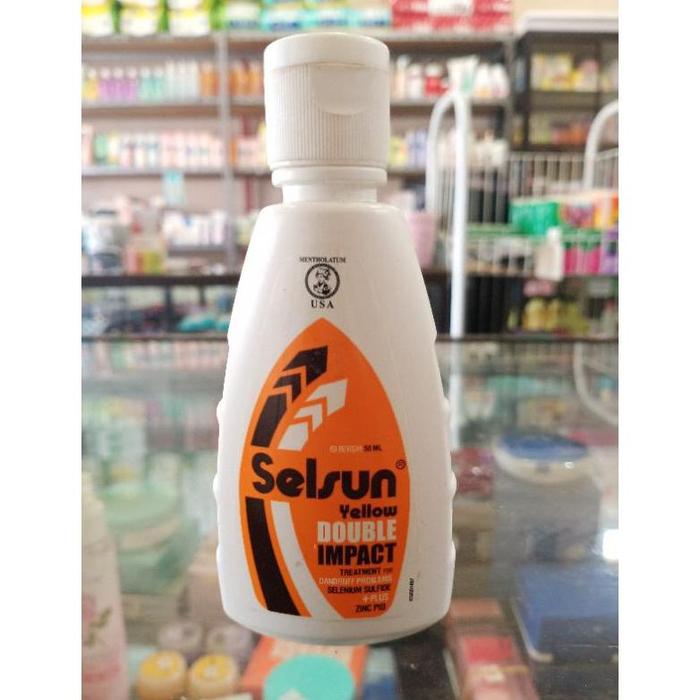 MENTHOLATUM
USA
ISI BERSIH 50 ML
Selsun®
Yellow
DOUBLE
IMPACT
TREATMENT FOR
DANDRUFF PROBLEMS
SELENIUM SULFIDE
+ PLUS
ZINC PTO